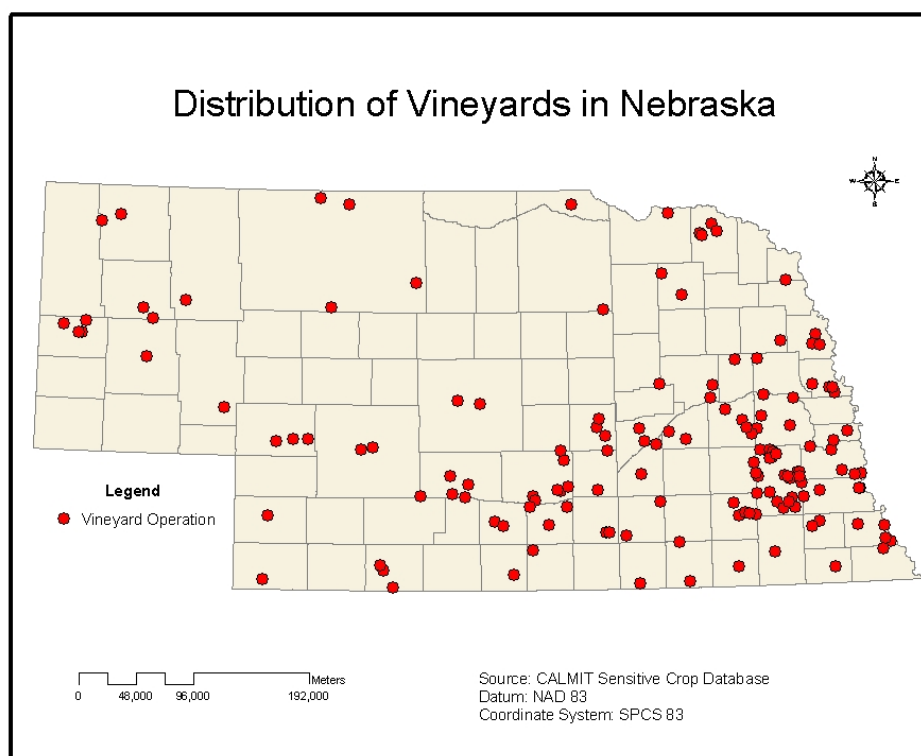 Distribution of Vineyards in Nebraska
N
W E
S
Legend
Vineyard Operation
Meters
0 48,000 96,000 192,000
Source: CALMIT Sensitive Crop Database
Datum: NAD 83
Coordinate System: SPCS 83